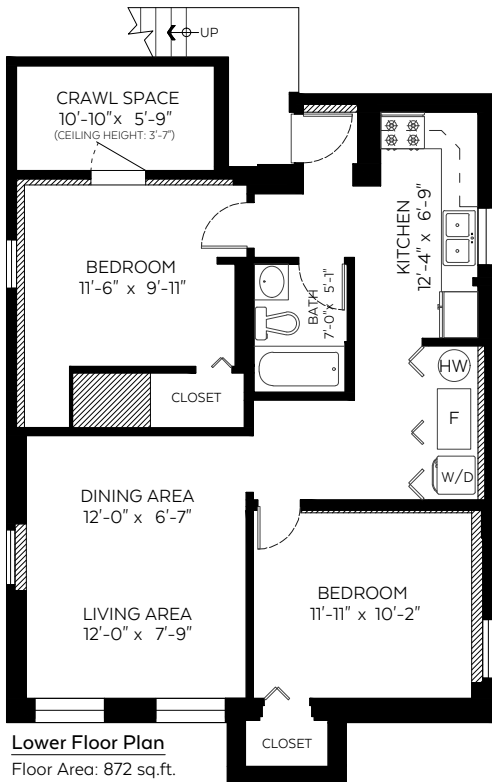 UP
CRAWL SPACE
10'-10"x 5'-9"
(CEILING HEIGHT: 3'-7")
KITCHEN
12'-4" x 6'-9"
BEDROOM
11'-6" x 9'-11"
BATH
7'-0" x 5'-1"
HW
CLOSET
F
W/D
DINING AREA
12'-0" x 6'-7"
BEDROOM
11'-11" x 10'-2"
LIVING AREA
12'-0" x 7'-9"
CLOSET
Lower Floor Plan
Floor Area: 872 sq.ft.